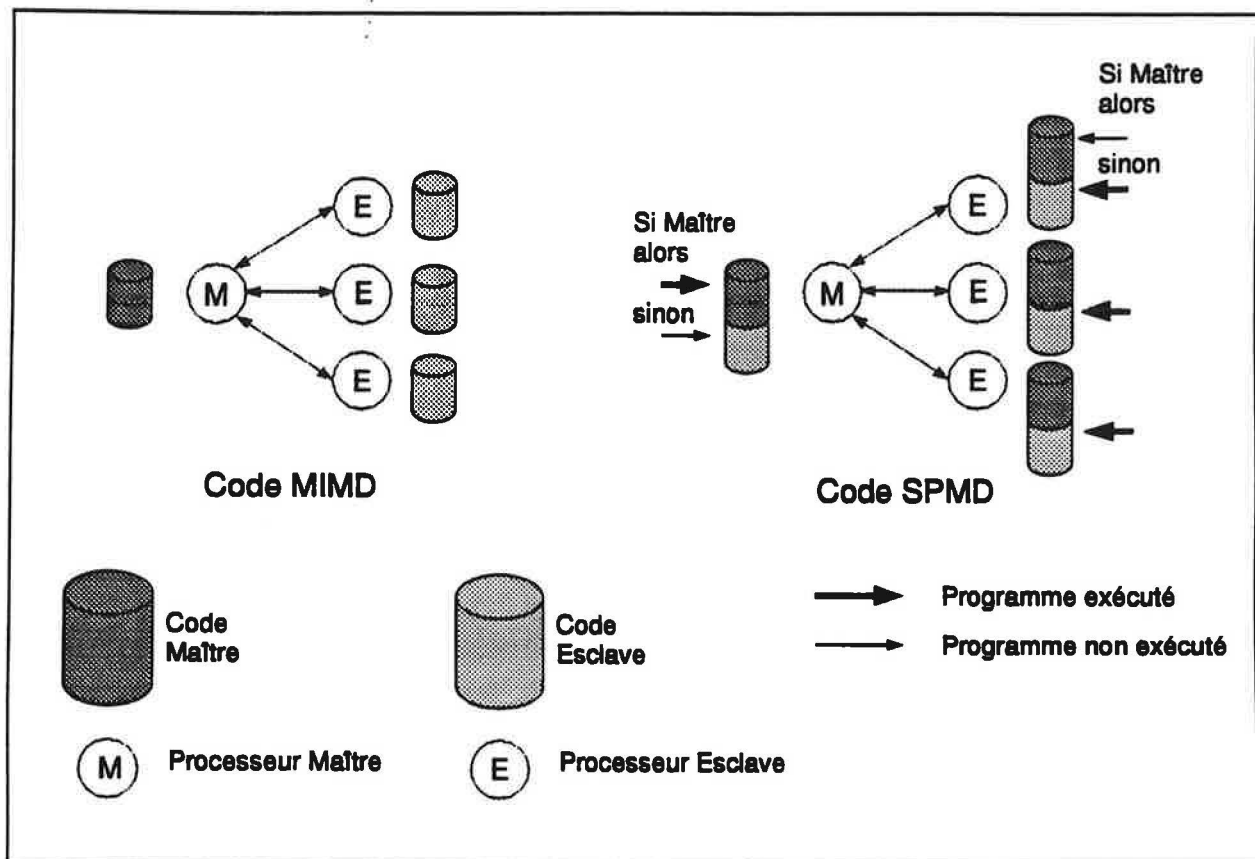 E
M
E
E
Code MIMD
Si Maître
alors
sinon
M
E
E
E
Si Maître
alors
sinon
Code SPMD
Code
Maître
Code
Esclave
Programme exécuté
Programme non exécuté
M
Processeur Maître
E
Processeur Esclave